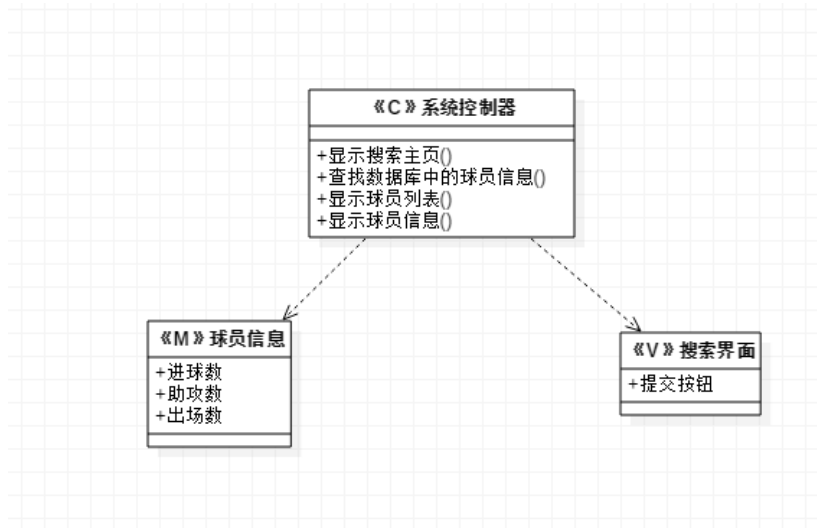 《C》系统控制器
+显示搜索主页()
+查找数据库中的球员信息()
+显示球员列表()
+显示球员信息()
《M》球员信息
+进球数
+助攻数
+出场数
《V》搜索界面
+提交按钮